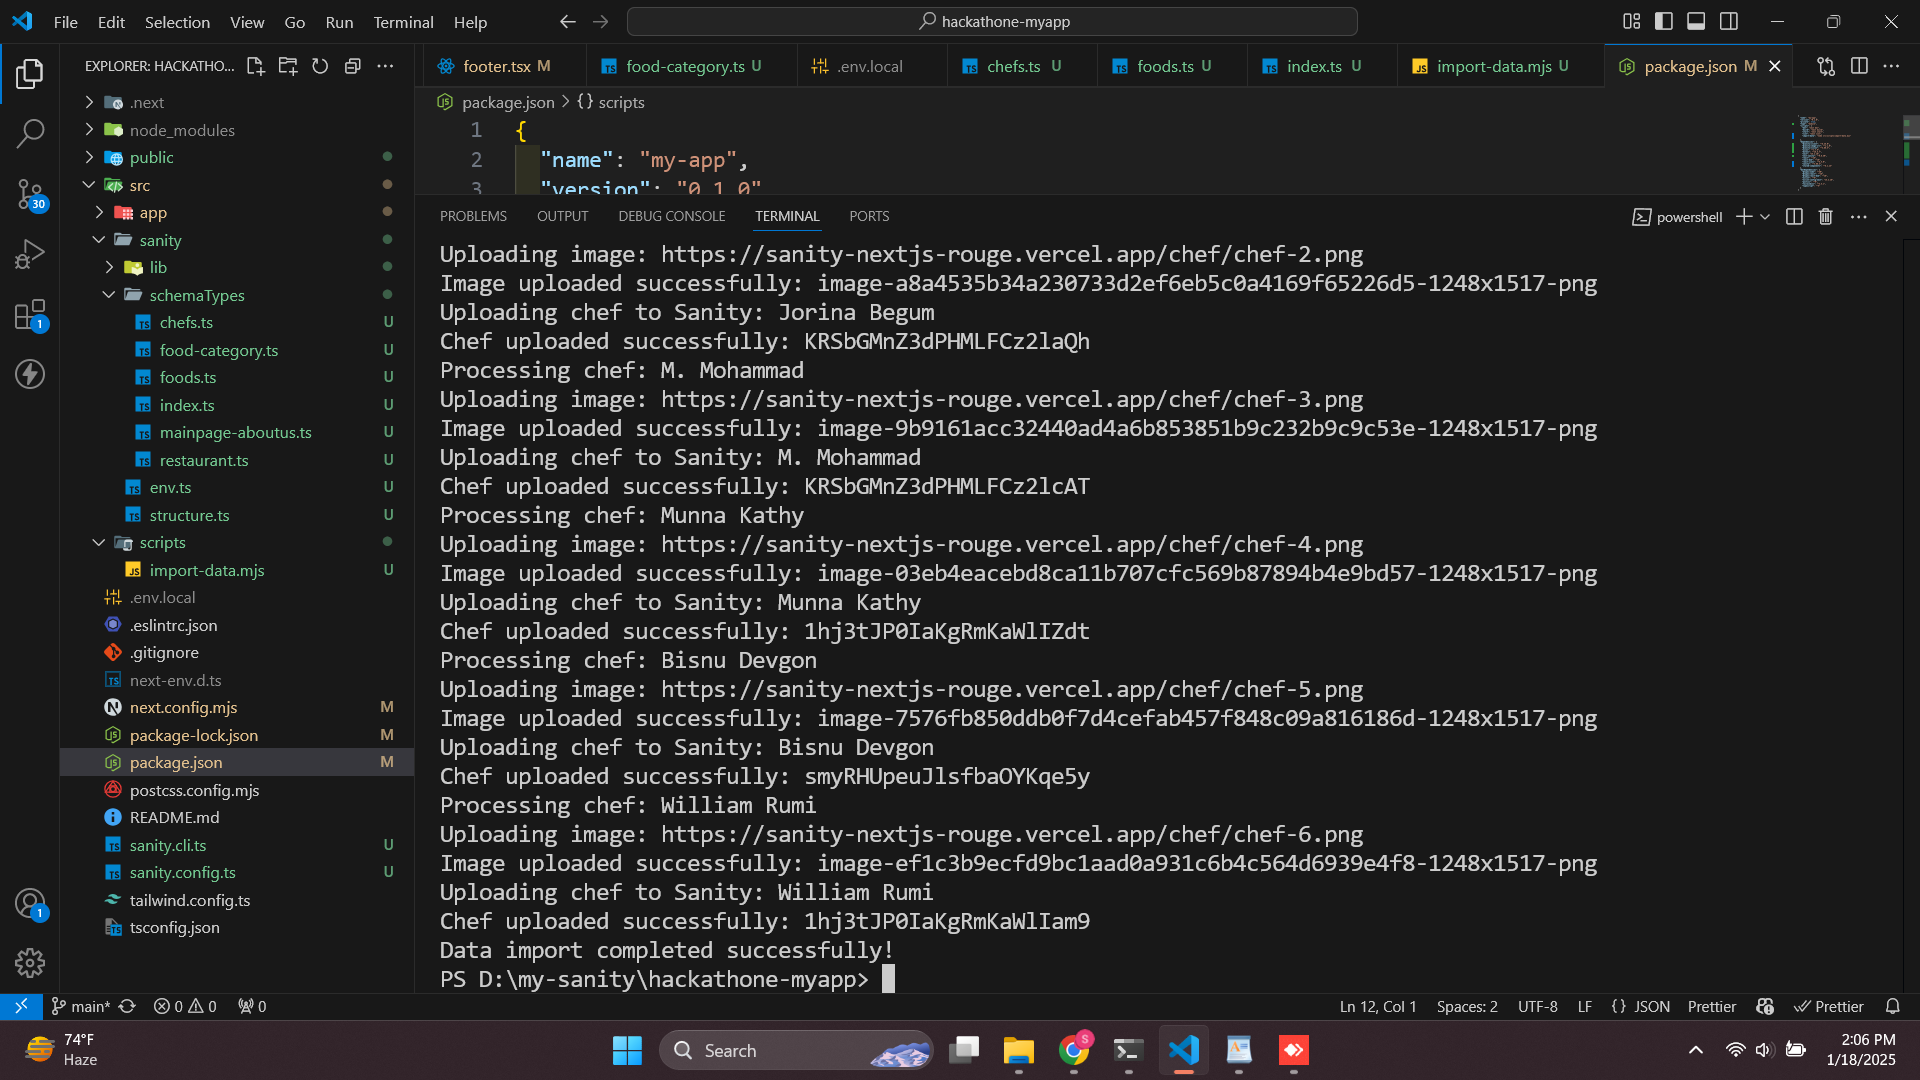 File Edit Selection View Go Run Terminal Help
hackathone-myapp
EXPLORER: HACKATHO...
footer.tsx M
food-category.ts U
.env.local
chefs.ts U
foods.ts U
index.ts U
import-data.mjs U
package.json M
package.json > {} scripts
1 {
2 "name": "my-app",
3 "version": "0.1.0"
.next
node_modules
public
src
app
sanity
lib
schemaTypes
chefs.ts U
food-category.ts U
foods.ts U
index.ts U
mainpage-aboutus.ts U
restaurant.ts U
env.ts U
structure.ts U
scripts
import-data.mjs U
.env.local
.eslintrc.json
.gitignore
next-env.d.ts
next.config.mjs M
package-lock.json M
package.json M
postcss.config.mjs
README.md
sanity.cli.ts U
sanity.config.ts U
tailwind.config.ts
tsconfig.json
30
1
1
PROBLEMS OUTPUT DEBUG CONSOLE TERMINAL PORTS
powershell
Uploading image: https://sanity-nextjs-rouge.vercel.app/chef/chef-2.png
Image uploaded successfully: image-a8a4535b34a230733d2ef6eb5c0a4169f65226d5-1248x1517-png
Uploading chef to Sanity: Jorina Begum
Chef uploaded successfully: KRSbGMnZ3dPHMLFCz2laQh
Processing chef: M. Mohammad
Uploading image: https://sanity-nextjs-rouge.vercel.app/chef/chef-3.png
Image uploaded successfully: image-9b9161acc32440ad4a6b853851b9c232b9c9c53e-1248x1517-png
Uploading chef to Sanity: M. Mohammad
Chef uploaded successfully: KRSbGMnZ3dPHMLFCz2lcAT
Processing chef: Munna Kathy
Uploading image: https://sanity-nextjs-rouge.vercel.app/chef/chef-4.png
Image uploaded successfully: image-03eb4eacebd8ca11b707cfc569b87894b4e9bd57-1248x1517-png
Uploading chef to Sanity: Munna Kathy
Chef uploaded successfully: 1hj3tJP0IaKgRmKaWlIZdt
Processing chef: Bisnu Devgon
Uploading image: https://sanity-nextjs-rouge.vercel.app/chef/chef-5.png
Image uploaded successfully: image-7576fb850ddb0f7d4cefab457f848c09a816186d-1248x1517-png
Uploading chef to Sanity: Bisnu Devgon
Chef uploaded successfully: smyRHUpeuJlsfbaOYKqe5y
Processing chef: William Rumi
Uploading image: https://sanity-nextjs-rouge.vercel.app/chef/chef-6.png
Image uploaded successfully: image-ef1c3b9ecfd9bc1aad0a931c6b4c564d6939e4f8-1248x1517-png
Uploading chef to Sanity: William Rumi
Chef uploaded successfully: 1hj3tJP0IaKgRmKaWlIam9
Data import completed successfully!
PS D:\my-sanity\hackathone-myapp>
main* 0 0 0
Ln 12, Col 1 Spaces: 2 UTF-8 LF {} JSON Prettier Prettier
74°F
Haze
Search
S
2:06 PM
1/18/2025